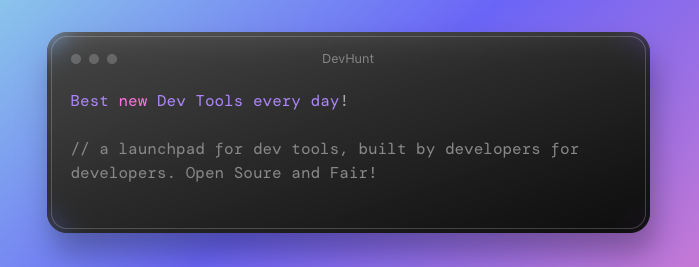 DevHunt
Best new Dev Tools every day!
// a launchpad for dev tools, built by developers for
developers. Open Soure and Fair!